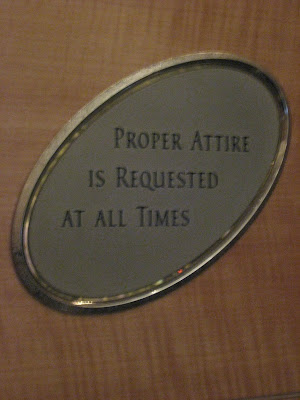 Proper Attire
is Requested
at all Times